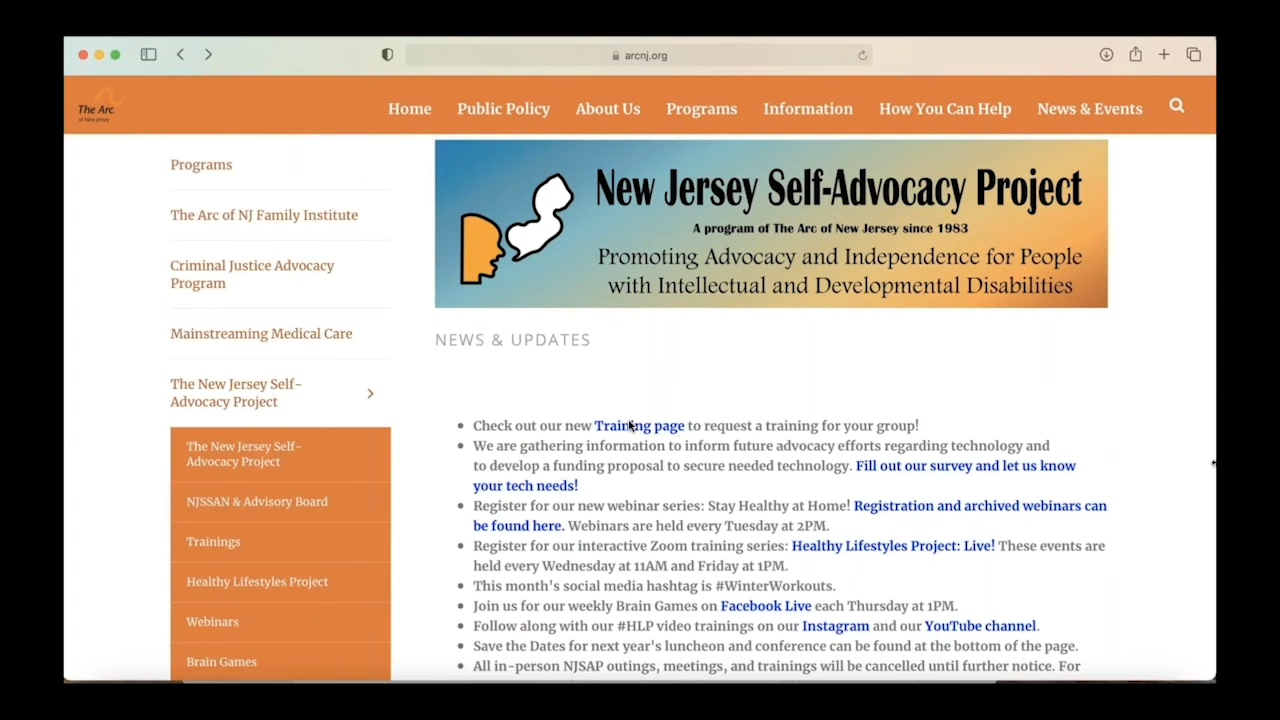 arcnj.org
The Arc
of New Jersey
Home
Public Policy
About Us
Programs
Information
How You Can Help
News & Events
Programs
The Arc of NJ Family Institute
Criminal Justice Advocacy
Program
Mainstreaming Medical Care
The New Jersey Self-
Advocacy Project
The New Jersey Self-
Advocacy Project
NJSSAN & Advisory Board
Trainings
Healthy Lifestyles Project
Webinars
Brain Games
New Jersey Self-Advocacy Project
A program of The Arc of New Jersey since 1983
Promoting Advocacy and Independence for People
with Intellectual and Developmental Disabilities
NEWS & UPDATES
Check out our new Training page to request a training for your group!
We are gathering information to inform future advocacy efforts regarding technology and
to develop a funding proposal to secure needed technology. Fill out our survey and let us know
your tech needs!
Register for our new webinar series: Stay Healthy at Home! Registration and archived webinars can
be found here. Webinars are held every Tuesday at 2PM.
Register for our interactive Zoom training series: Healthy Lifestyles Project: Live! These events are
held every Wednesday at 11AM and Friday at 1PM.
This month's social media hashtag is #WinterWorkouts.
Join us for our weekly Brain Games on Facebook Live each Thursday at 1PM.
Follow along with our #HLP video trainings on our Instagram and our YouTube channel.
Save the Dates for next year's luncheon and conference can be found at the bottom of the page.
All in-person NJSAP outings, meetings, and trainings will be cancelled until further notice. For